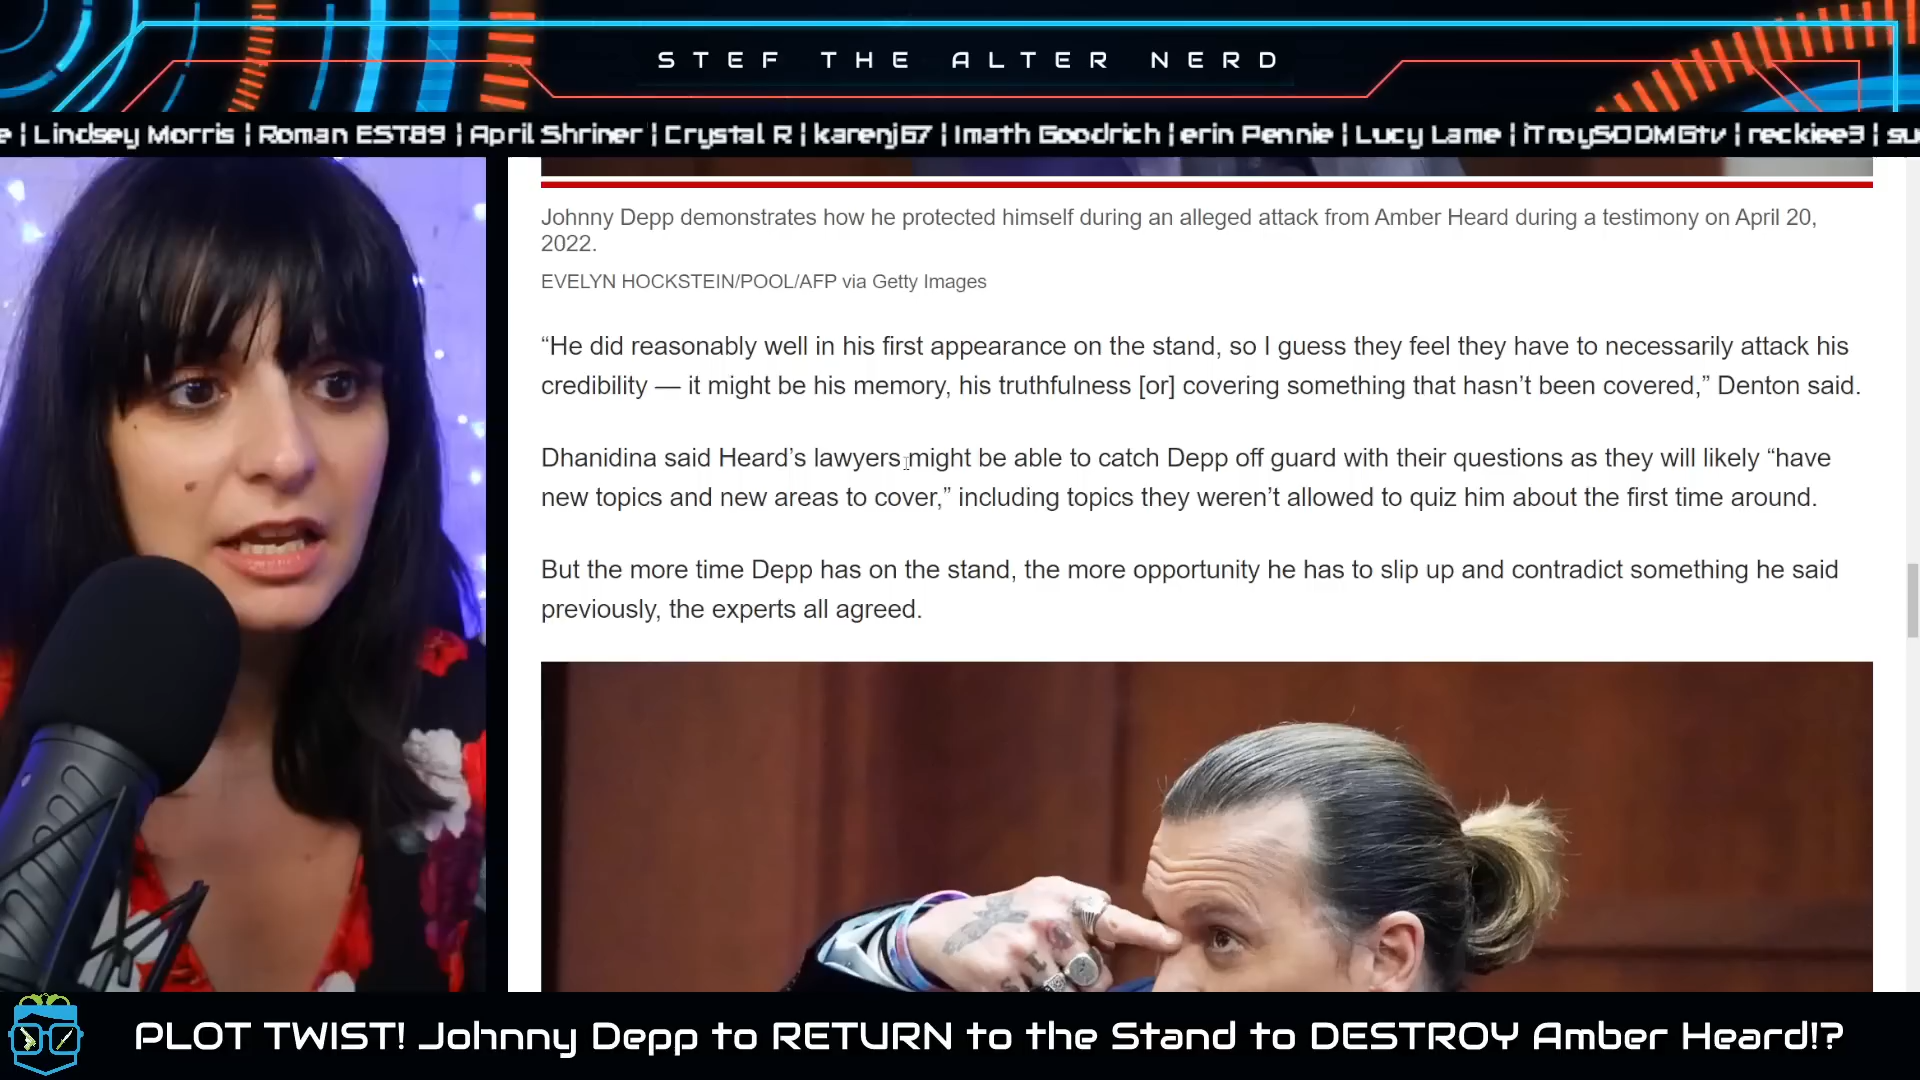 STEF THE ALTER NERD
e | Lindsey Morris | Roman EST89 | April Shriner | Crystal R | karenj67 | Imath Goodrich | erin Pennie | Lucy Lame | iTroySODMGtv | reckiee3 | su
Johnny Depp demonstrates how he protected himself during an alleged attack from Amber Heard during a testimony on April 20,
2022.
EVELYN HOCKSTEIN/POOL/AFP via Getty Images
“He did reasonably well in his first appearance on the stand, so I guess they feel they have to necessarily attack his
credibility — it might be his memory, his truthfulness [or] covering something that hasn’t been covered,” Denton said.
Dhanidina said Heard’s lawyers might be able to catch Depp off guard with their questions as they will likely “have
new topics and new areas to cover,” including topics they weren’t allowed to quiz him about the first time around.
But the more time Depp has on the stand, the more opportunity he has to slip up and contradict something he said
previously, the experts all agreed.
PLOT TWIST! Johnny Depp to RETURN to the Stand to DESTROY Amber Heard!?